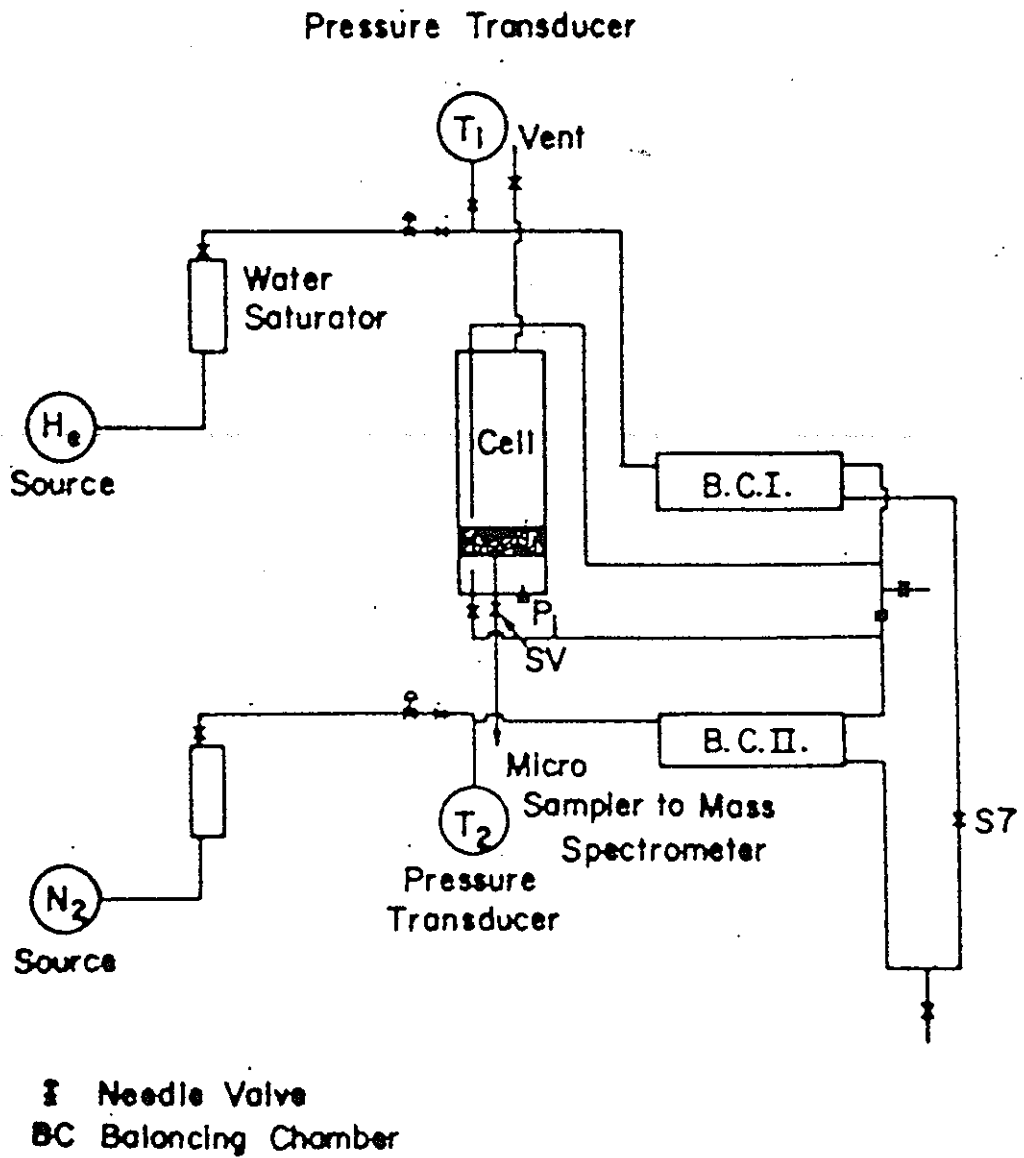 Pressure Transducer
T1
Vent
Water
Saturator
He
Source
Cell
B.C.I.
P1
SV
B.C.II.
Micro
Sampler to Mass
Spectrometer
S7
T2
Pressure
Transducer
N2
Source
Needle Valve
BC Baloncing Chamber